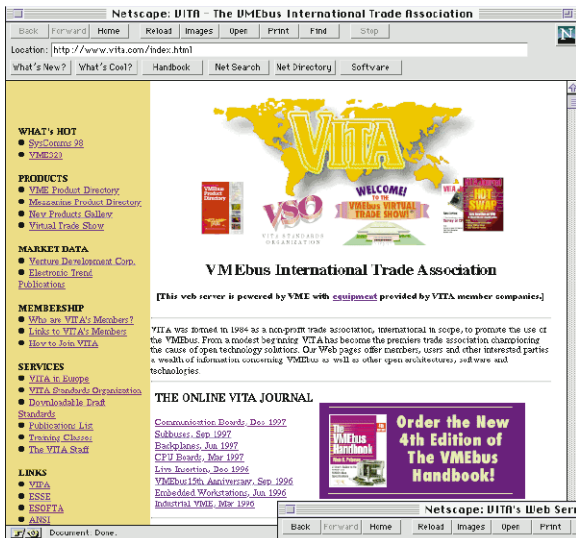 Netscape: VITA - The VMEbus International Trade Association
Back Forward Home Reload Images Open Print Find Stop
N
Location: http://www.vita.com/index.html
What's New? What's Cool? Handbook Net Search Net Directory Software
WHAT's HOT
SysComms 98
VME320
PRODUCTS
VME Product Directory
Mezzanine Product Directory
New Products Gallery
Virtual Trade Show
MARKET DATA
Venture Development Corp.
Electronic Trend
Publications
MEMBERSHIP
Who are VITA's Members?
Links to VITA's Members
How to Join VITA
SERVICES
VITA in Europe
VITA Standards Organization
Downloadable Draft
Standards
Publications List
Training Classes
The VITA Staff
LINKS
VIPA
ESSE
ESOFTA
ANSI
VITA
VMEbus
Product
Directory
VSO
VITA STANDARDS
ORGANIZATION
WELCOME!
TO THE
VMEBUS VIRTUAL
TRADE SHOW!
HOT
SWAP
VMEbus International Trade Association
[This web server is powered by VME with equipment provided by VITA member companies.]
VITA was formed in 1984 as a non-profit trade association, international in scope, to promote the use of
the VMEbus. From a modest beginning VITA has become the premiere trade association championing
the cause of open technology solutions. Our Web pages offer members, users and other interested parties
a wealth of information concerning VMEbus as well as other open architectures, software and
technologies.
THE ONLINE VITA JOURNAL
Communication Boards, Dec 1997
Subbuses, Sep 1997
Backplanes, Jun 1997
CPU Boards, Mar 1997
Live Insertion, Dec 1996
VMEbus15th Anniversary, Sep 1996
Embedded Workstations, Jun 1996
Industrial VME, Mar 1996
The
VMEbus
Handbook
Order the New
4th Edition of
The VMEbus
Handbook!
Document: Done.
Netscape: VITA's Web Ser
Back Forward Home Reload Images Open Print